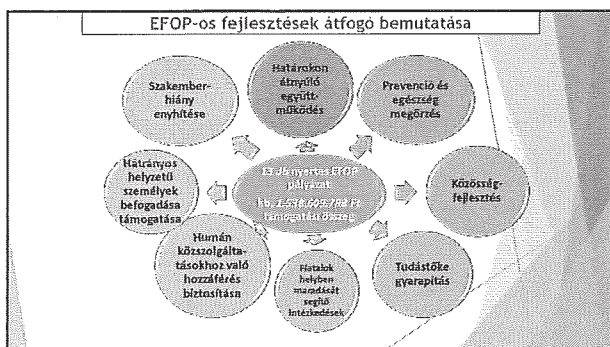 EFOP-os fejlesztések átfogó bemutatása
Határokon
átnyúló
együtt-
működés
Szakember-
hiány
enyhítése
Prevenció és
egészség
megőrzés
Hátrányos
helyzetű
személyek
befogadása
támogatása
nyertes EFOP
pályázat
kb.
támogatási összeg
Közösség-
fejlesztés
Humán
közszolgálta-
tásokhoz való
hozzáférés
biztosítása
Fiatalok
helyben
maradását
segítő
intézkedések
Tudástőke
gyarapítás